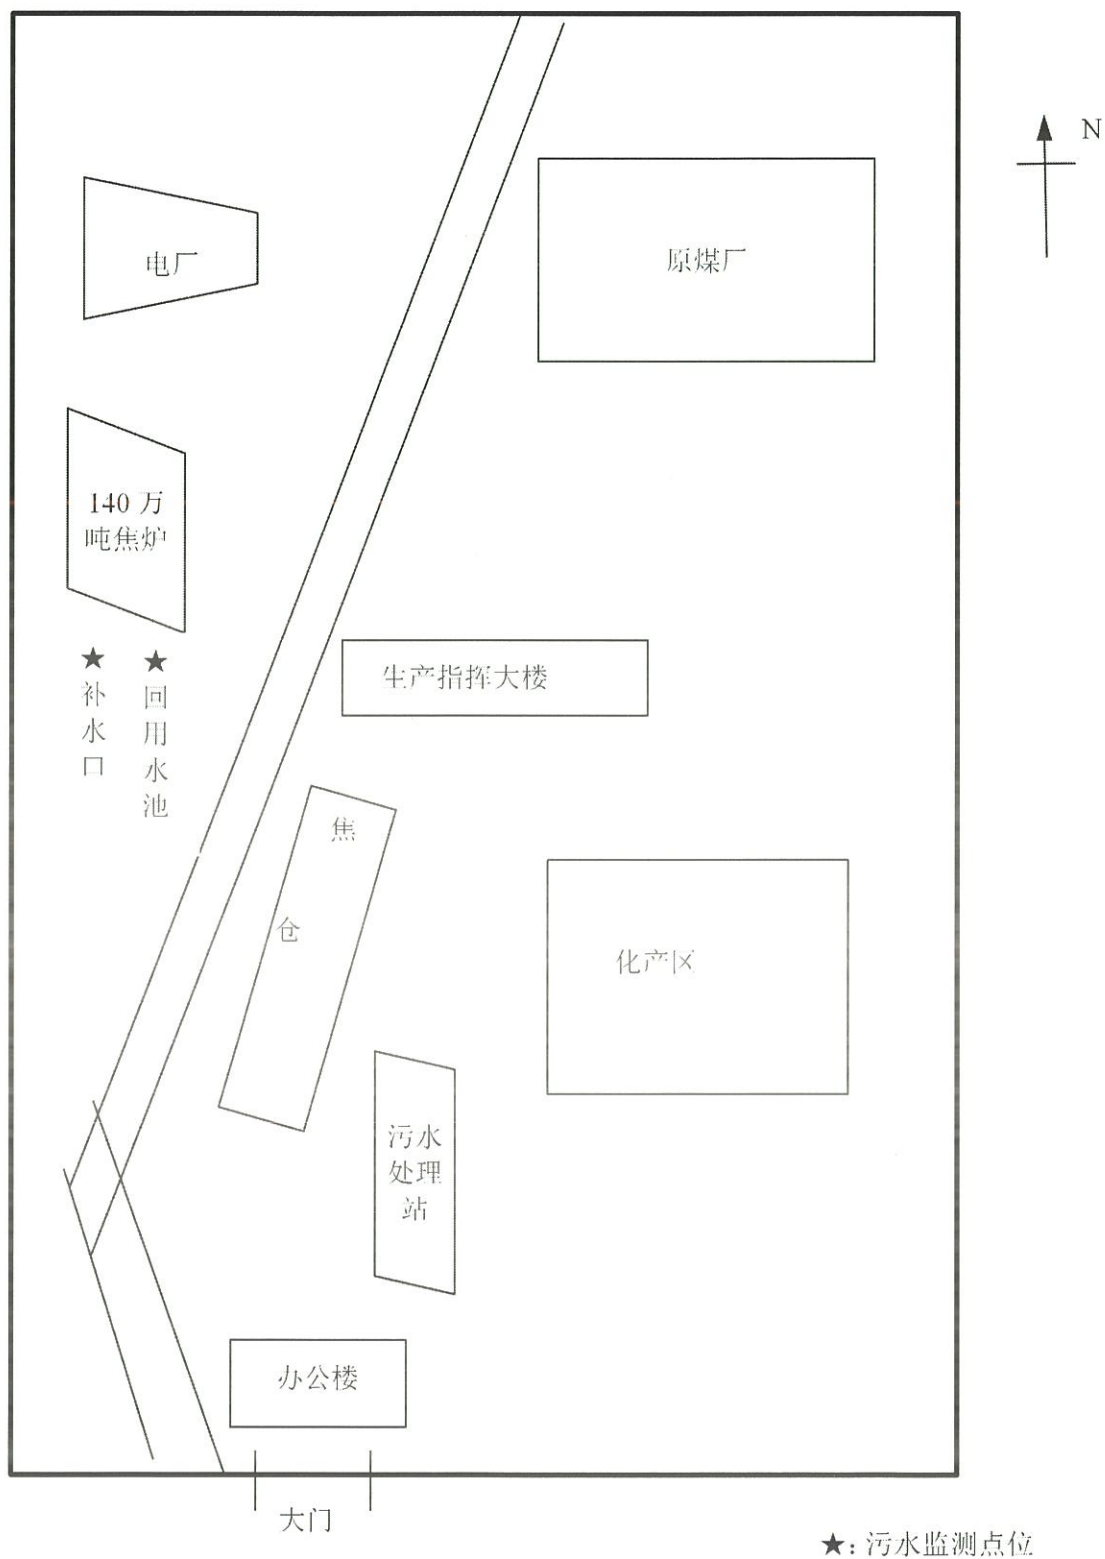 N
电厂
原煤厂
140 万
吨焦炉
★
补水口
★
回用水池
生产指挥大楼
焦
仓
化产区
污水
处理
站
办公楼
大门
★: 污水监测点位